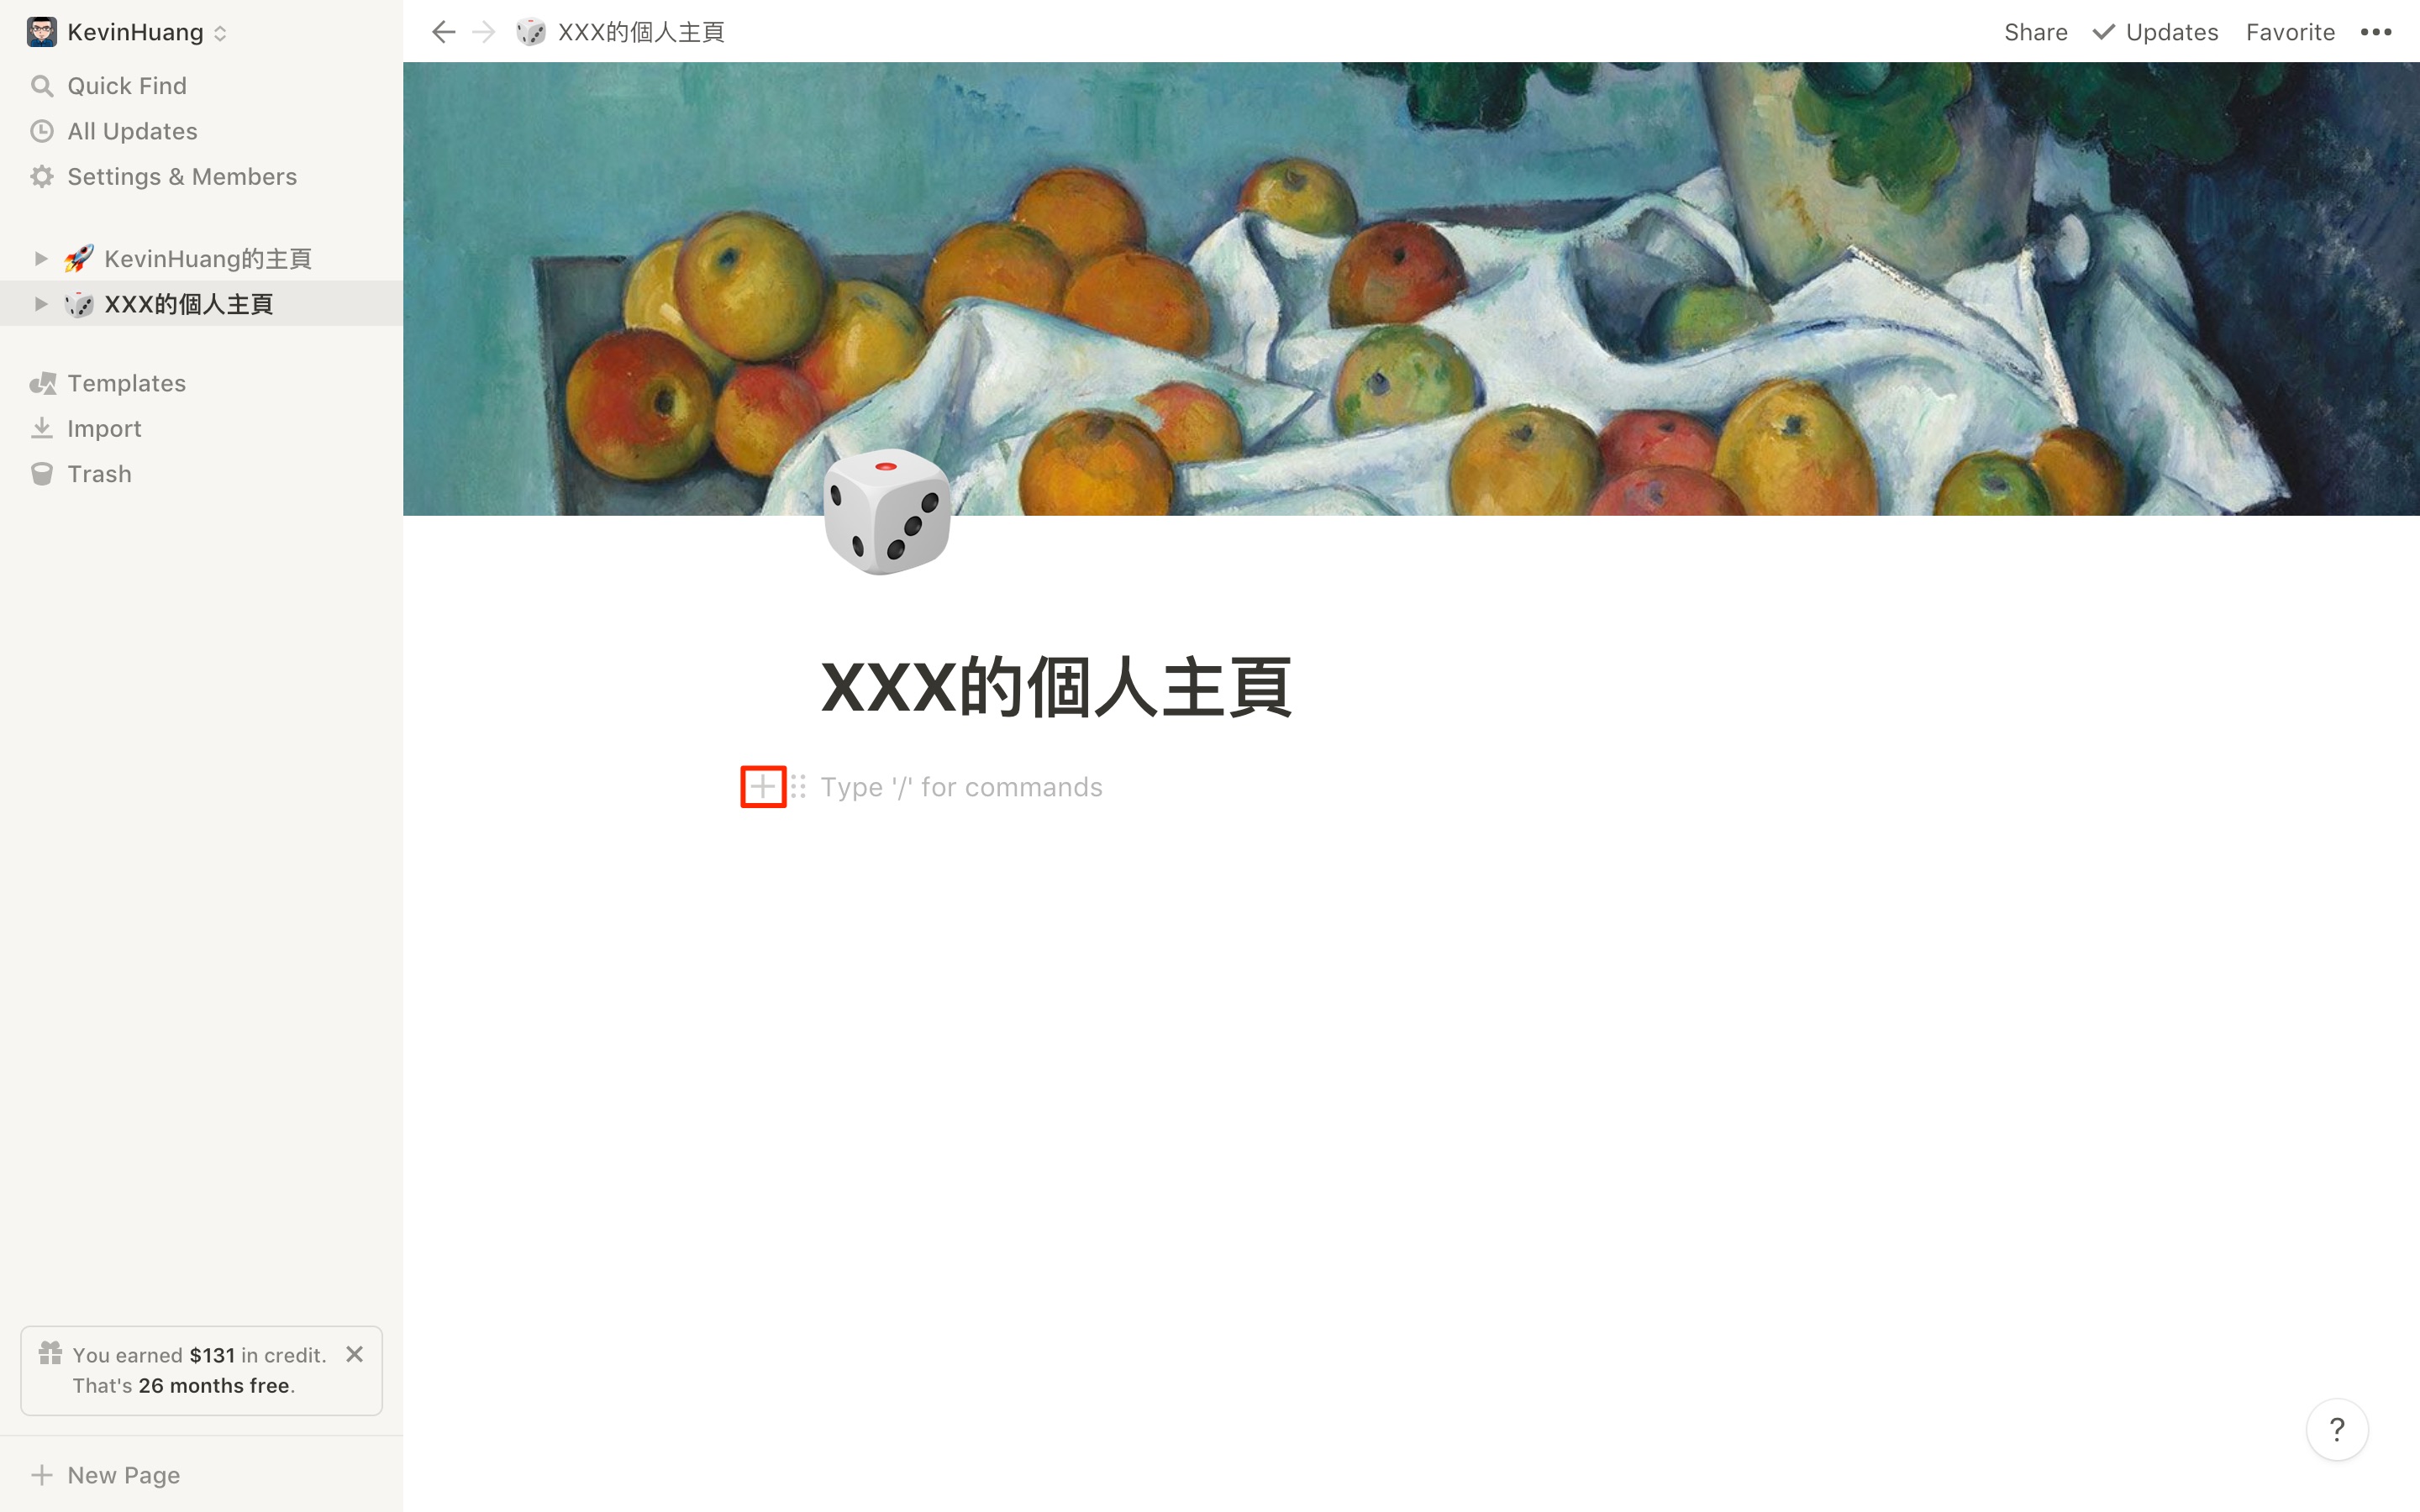 KevinHuang
Quick Find
All Updates
Settings & Members
KevinHuang的主頁
XXX的個人主頁
Templates
Import
Trash
You earned $131 in credit.
That's 26 months free.
New Page
XXX的個人主頁
Share
Updates
Favorite
XXX的個人主頁
Type '/' for commands
?